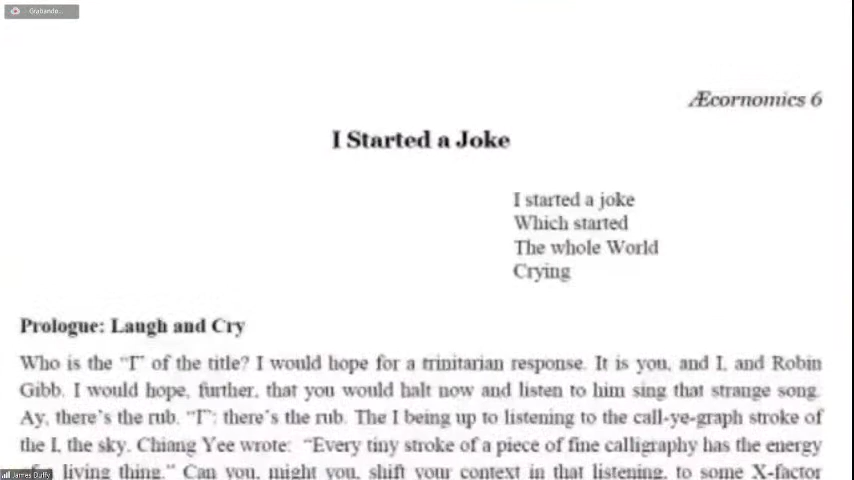 Grabando...
Æcornomics 6
I Started a Joke
I started a joke
Which started
The whole World
Crying
Prologue: Laugh and Cry
Who is the “I” of the title? I would hope for a trinitarian response. It is you, and I, and Robin
Gibb. I would hope, further, that you would halt now and listen to him sing that strange song.
Ay, there’s the rub. “I”: there’s the rub. The I being up to listening to the call-ye-graph stroke of
the I, the sky. Chiang Yee wrote: “Every tiny stroke of a piece of fine calligraphy has the energy
living thing.” Can you, might you, shift your context in that listening, to some X-factor
James Duffy